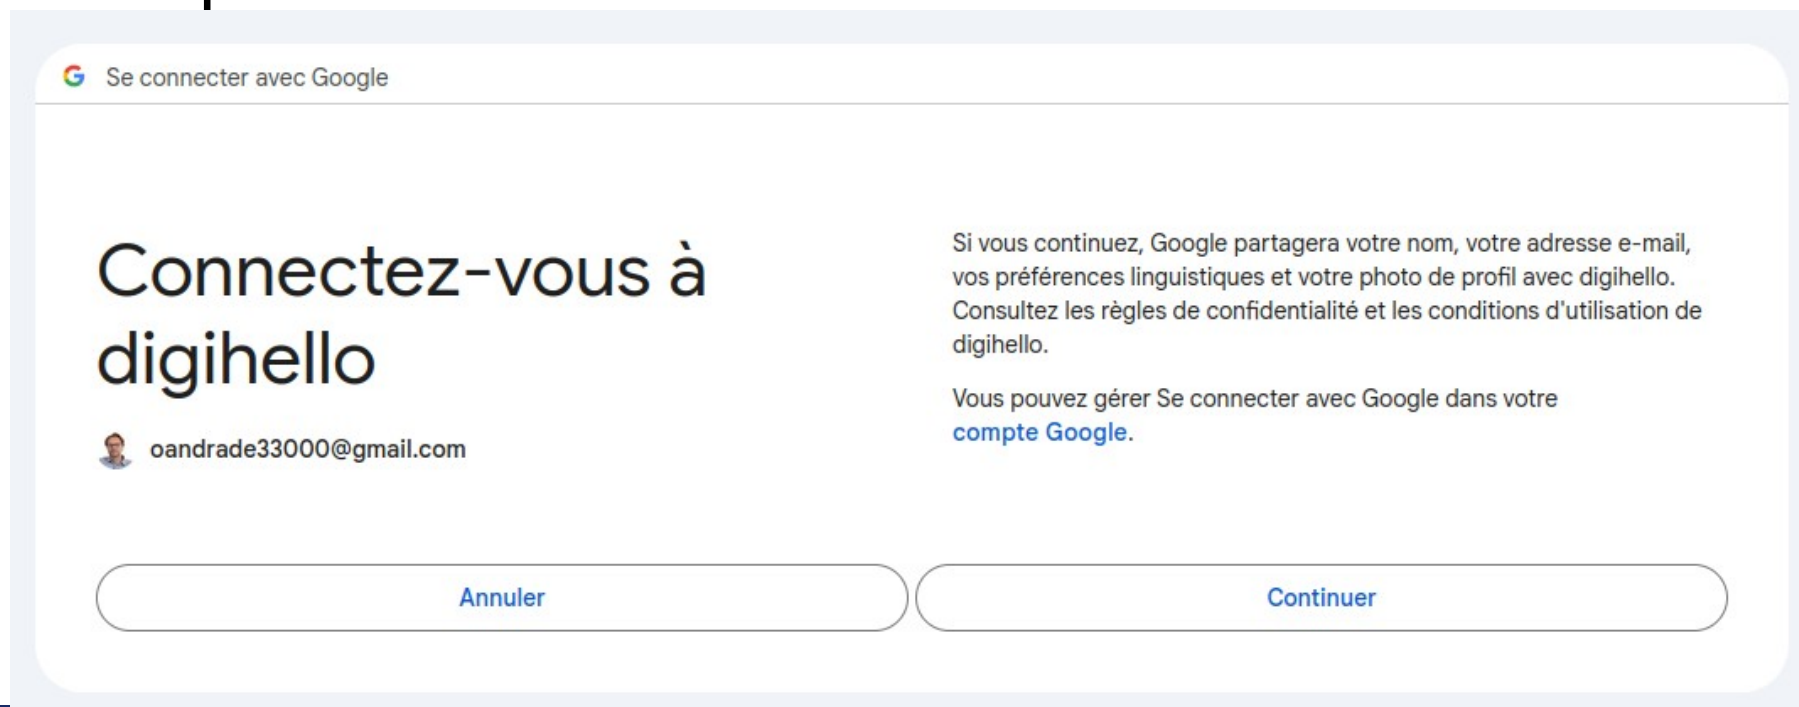 Se connecter avec Google
Connectez-vous à
digihello
oandrade33000@gmail.com
Si vous continuez, Google partagera votre nom, votre adresse e-mail,
vos préférences linguistiques et votre photo de profil avec digihello.
Consultez les règles de confidentialité et les conditions d'utilisation de
digihello.
Vous pouvez gérer Se connecter avec Google dans votre
compte Google.
Annuler
Continuer